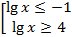 lg x ≤ −1
lg x ≥ 4